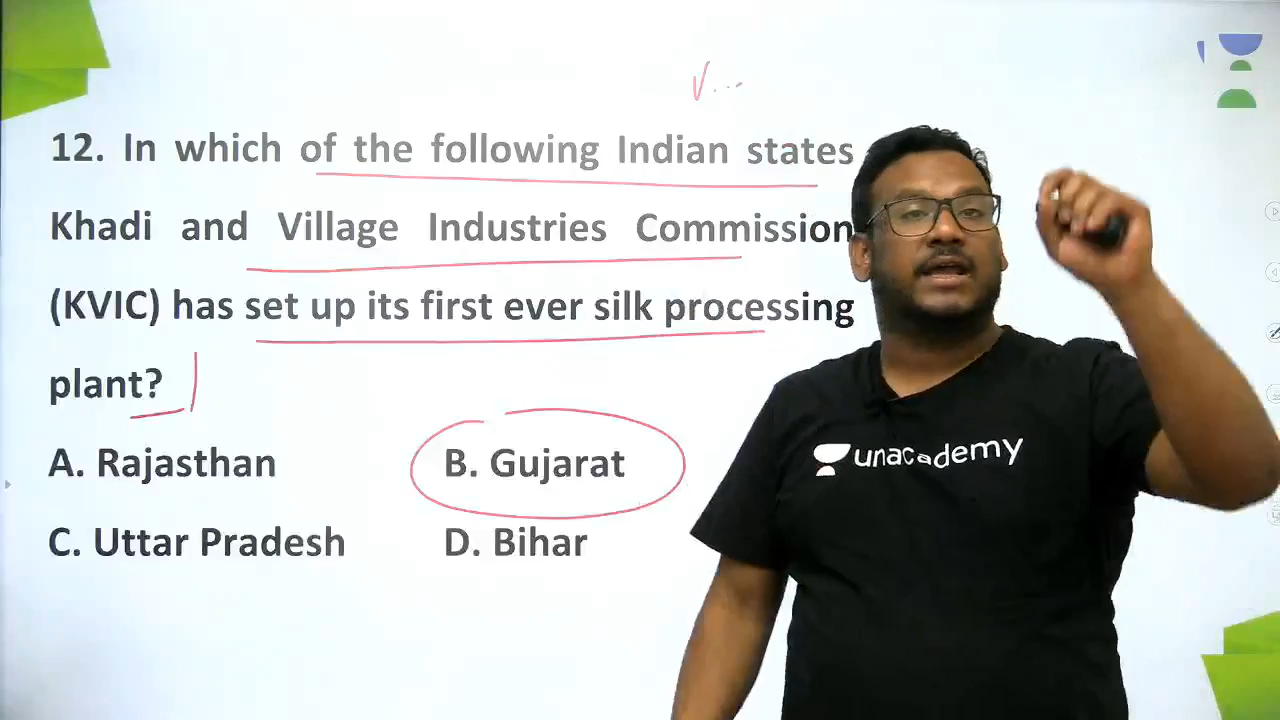 12. In which of the following Indian states
Khadi and Village Industries Commission
(KVIC) has set up its first ever silk processing
plant?
A. Rajasthan
B. Gujarat
C. Uttar Pradesh
D. Bihar
unacademy